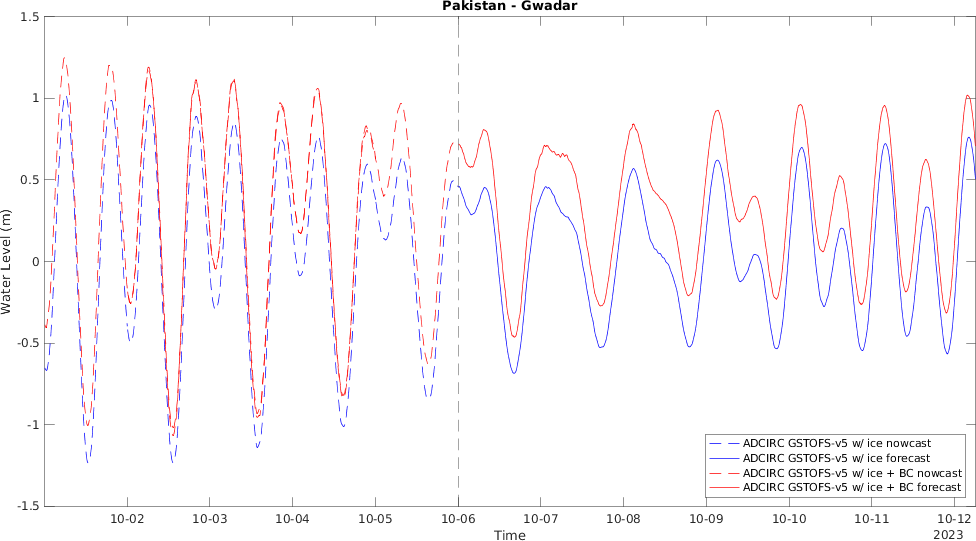 Pakistan - Gwadar
Water Level (m)
1.5
1
0.5
0
-0.5
-1
-1.5
10-02 10-03 10-04 10-05 10-06 10-07 10-08 10-09 10-10 10-11 10-12
Time
2023
ADCIRC GSTOFS-v5 w/ ice nowcast
ADCIRC GSTOFS-v5 w/ ice forecast
ADCIRC GSTOFS-v5 w/ ice + BC nowcast
ADCIRC GSTOFS-v5 w/ ice + BC forecast